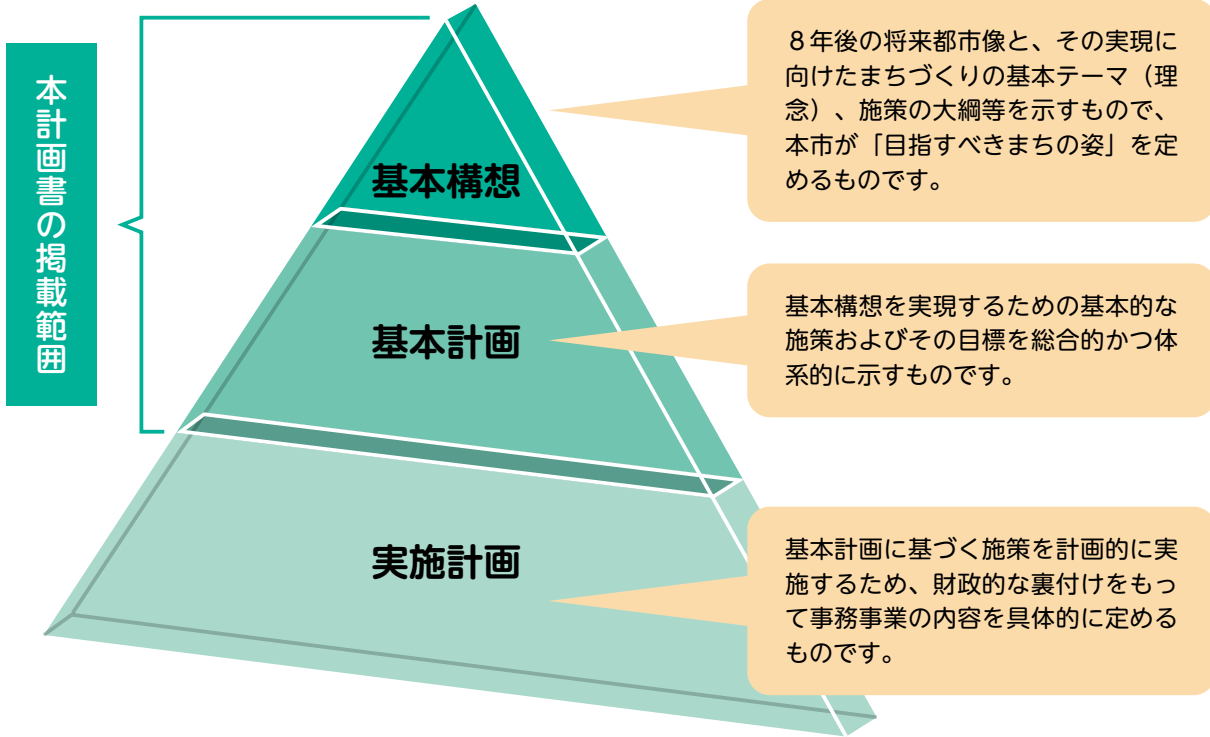 本計画書の掲載範囲
基本構想
８年後の将来都市像と、その実現に
向けたまちづくりの基本テーマ（理
念）、施策の大綱等を示すもので、
本市が「目指すべきまちの姿」を定
めるものです。
基本計画
基本構想を実現するための基本的な
施策およびその目標を総合的かつ体
系的に示すものです。
実施計画
基本計画に基づく施策を計画的に実
施するため、財政的な裏付けをもっ
て事務事業の内容を具体的に定める
ものです。